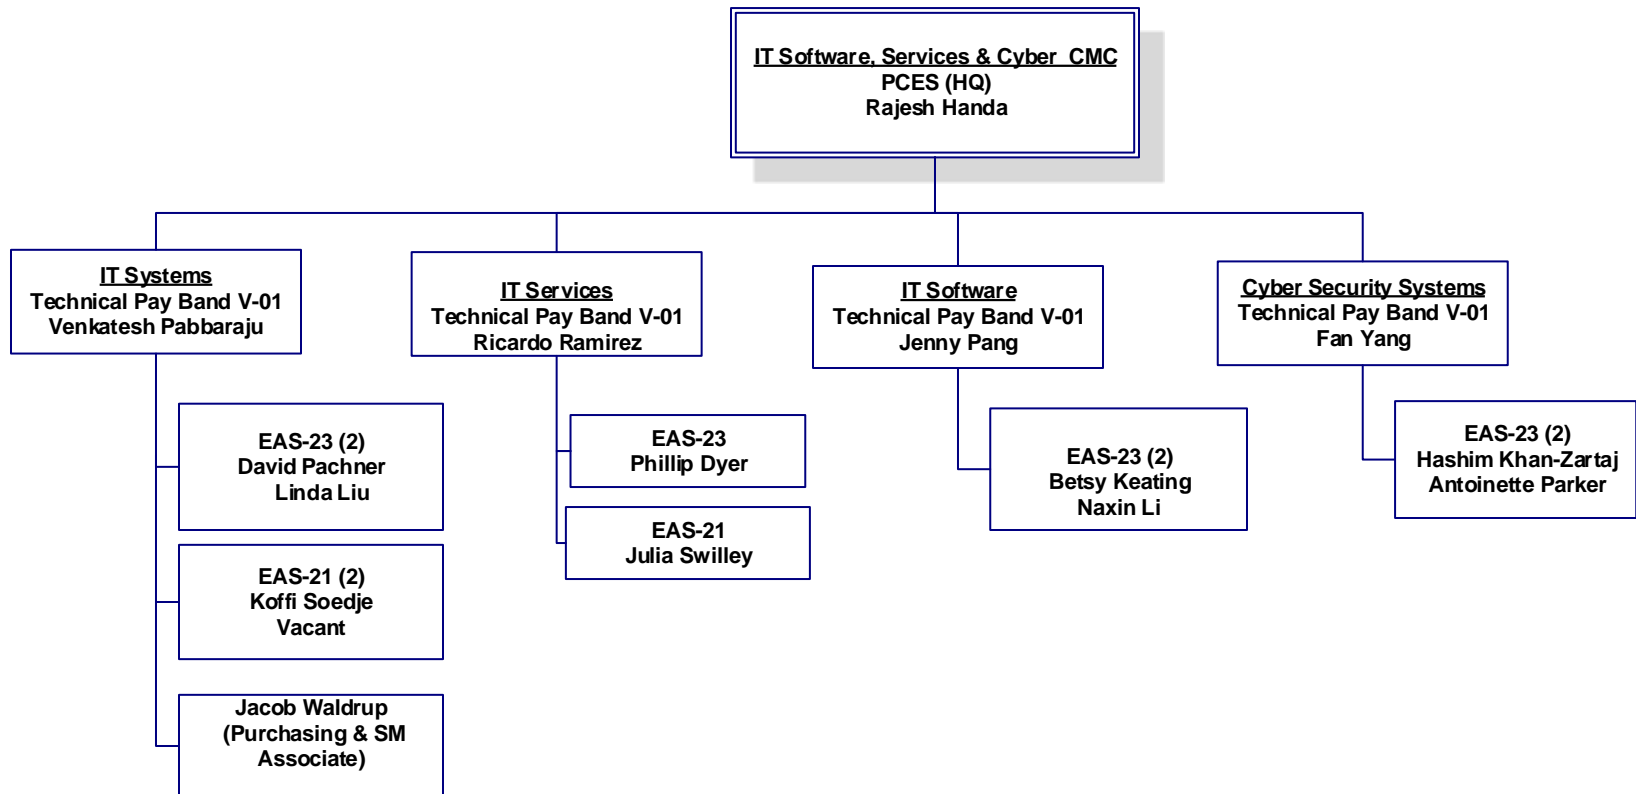 IT Software, Services & Cyber CMC
PCES (HQ)
Rajesh Handa
IT Systems
Technical Pay Band V-01
Venkatesh Pabbaraju
IT Services
Technical Pay Band V-01
Ricardo Ramirez
IT Software
Technical Pay Band V-01
Jenny Pang
Cyber Security Systems
Technical Pay Band V-01
Fan Yang
EAS-23 (2)
David Pachner
Linda Liu
EAS-21 (2)
Koffi Soedje
Vacant
Jacob Waldrup
(Purchasing & SM
Associate)
EAS-23
Phillip Dyer
EAS-21
Julia Swilley
EAS-23 (2)
Betsy Keating
Naxin Li
EAS-23 (2)
Hashim Khan-Zartaj
Antoinette Parker